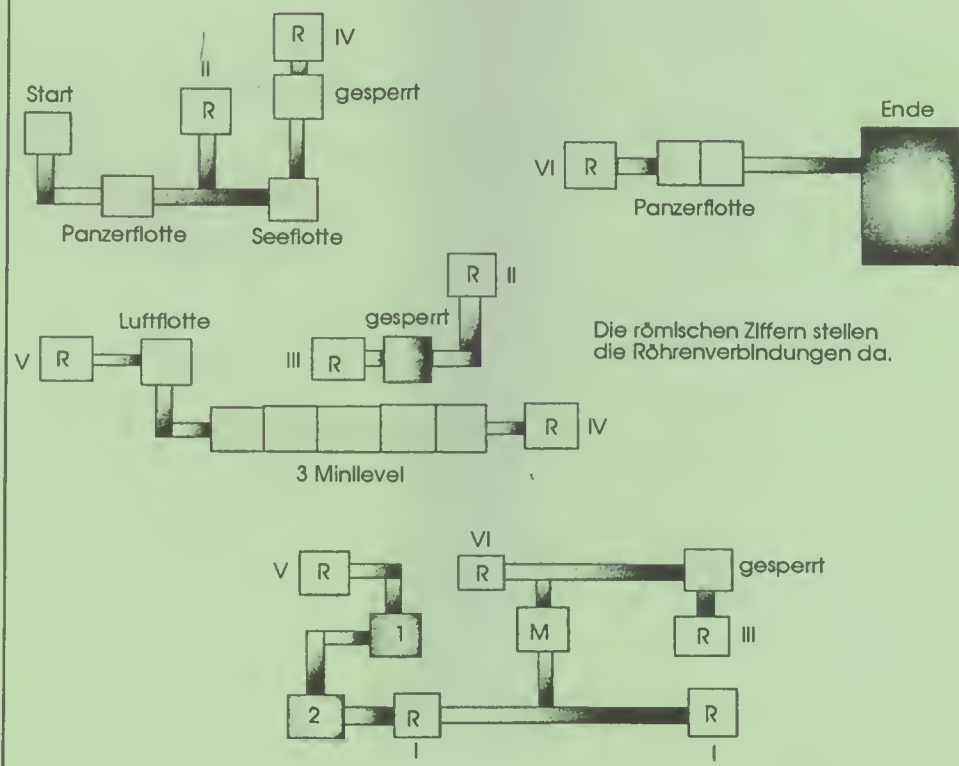 R IV
II
Start
R
gesperrt
Ende
VI R
Panzerflotte
Seeflotte
Panzerflotte
R II
Luftflotte
gesperrt
V R
III R
Die römischen Ziffern stellen
die Röhrenverbindungen da.
R IV
3 Minilevel
VI
V R
R
gesperrt
1
M
R III
2
R
R
I
I